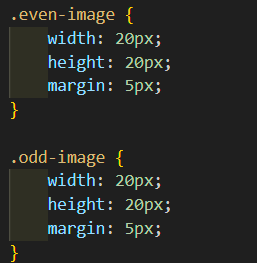 .even-image {
    width: 20px;
    height: 20px;
    margin: 5px;
}

.odd-image {
    width: 20px;
    height: 20px;
    margin: 5px;
}